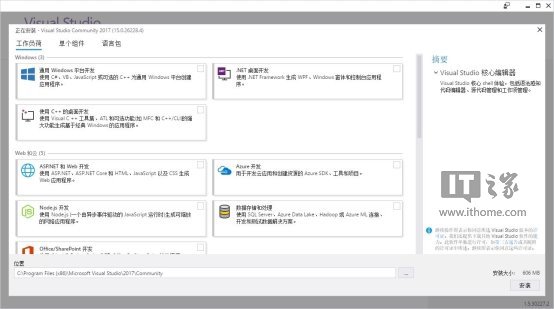 Visual Studio
正在安装 - Visual Studio Community 2017 (15.0.26228.4)
工作负荷 单个组件 语言包
Windows (3)
通用 Windows 平台开发
使用 C#、VB、JavaScript 或可选的 C++ 为通用 Windows 平台创建
应用程序。
.NET 桌面开发
使用 .NET Framework 生成 WPF、Windows 窗体和控制台应用程
序。
使用 C++ 的桌面开发
使用 Visual C++ 工具集、ATL 和可选功能(如 MFC 和 C++/CLI)的强
大功能生成基于经典 Windows 的应用程序。
Web 和云 (5)
ASP.NET 和 Web 开发
使用 ASP.NET、ASP.NET Core 和 HTML、JavaScript 以及 CSS 生成
Web 应用程序。
Azure 开发
用于开发云应用和创建资源的 Azure SDK、工具和项目。
Node.js 开发
使用 Node.js(一个由异步事件驱动的 JavaScript 运行时)生成可缩放
的网络应用程序。
数据存储和处理
使用 SQL Server、Azure Data Lake、Hadoop 或 Azure ML 连接、
开发和测试数据解决方案。
Office/SharePoint 开发
摘要
Visual Studio 核心编辑器
Visual Studio 核心 shell 体验，包括语法感知
代码编辑器、源代码管理和工作项管理。
IT之家
www.ithome.com
位置
C:\Program Files (x86)\Microsoft Visual Studio\2017\Community
...
安装大小: 606 MB
安装
1.5.30227.2